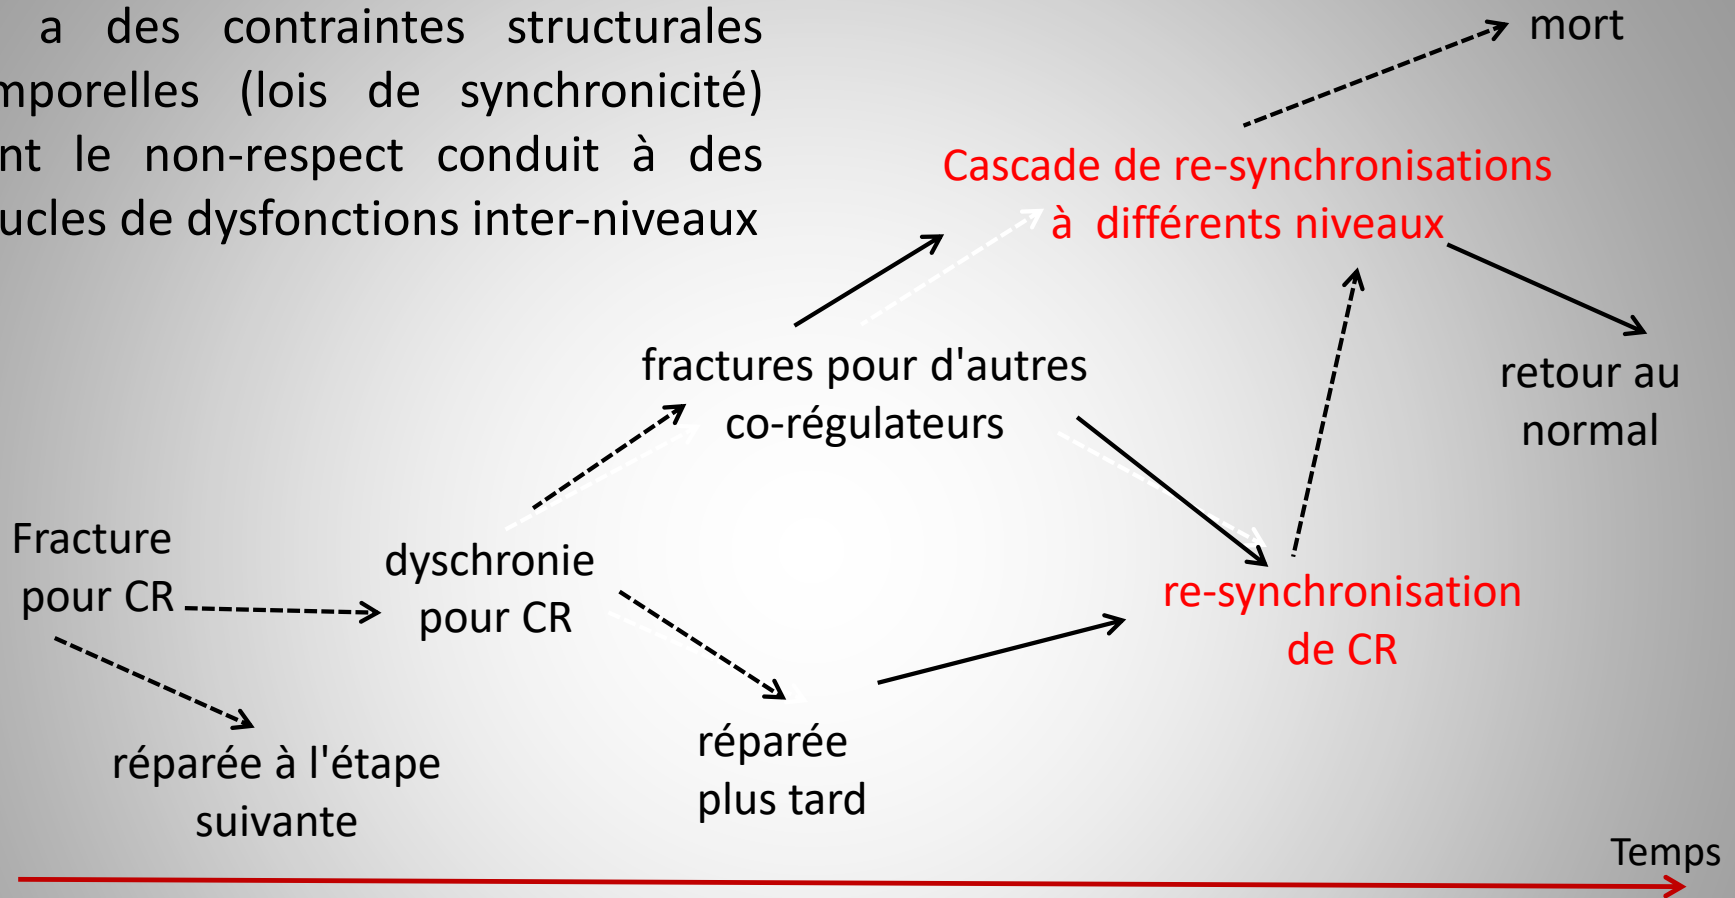 a des contraintes structurales
mporelles (lois de synchronicité)
nt le non-respect conduit à des
ucles de dysfonctions inter-niveaux
mort
Cascade de re-synchronisations
à différents niveaux
fractures pour d'autres
co-régulateurs
retour au
normal
Fracture
pour CR
dyschronie
pour CR
re-synchronisation
de CR
réparée à l'étape
suivante
réparée
plus tard
Temps